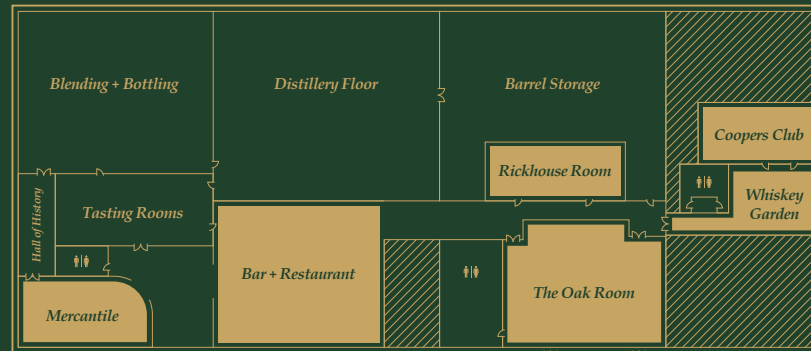 Blending + Bottling
Distillery Floor
Barrel Storage
Coopers Club
Rickhouse Room
Whiskey
Garden
Hall of History
Tasting Rooms
Bar + Restaurant
The Oak Room
Mercantile